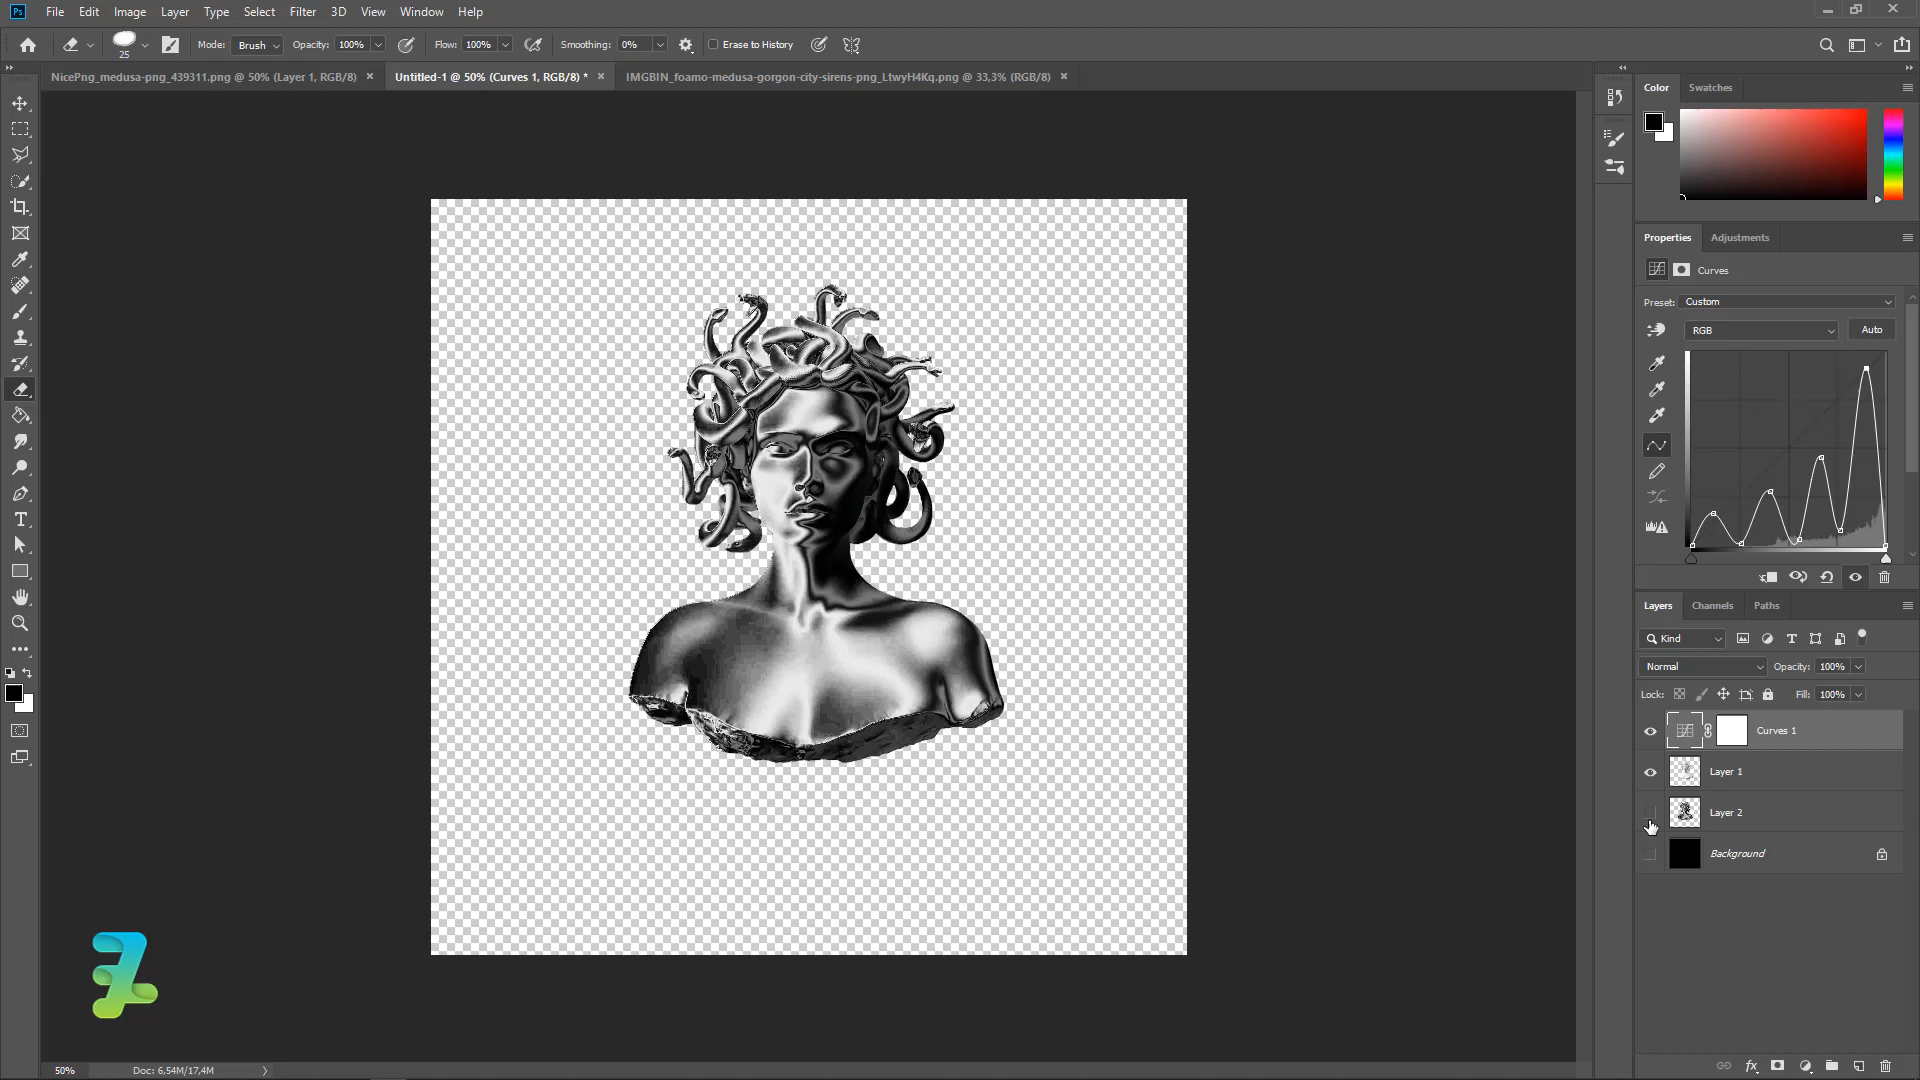 Ps File Edit Image Layer Type Select Filter 3D View Window Help
25 Mode: Brush Opacity: 100% Flow: 100% Smoothing: 0% Erase to History
NicePng_medusa-png_439311.png @ 50% (Layer 1, RGB/8) × Untitled-1 @ 50% (Curves 1, RGB/8) * × IMGBIN_foamo-medusa-gorgon-city-sirens-png_LtwyH4Kq.png @ 33,3% (RGB/8) ×
Color Swatches
Properties Adjustments
Curves
Preset: Custom
RGB Auto
Layers Channels Paths
Kind
Normal Opacity: 100%
Lock: Fill: 100%
Curves 1
Layer 1
Layer 2
Background
fx
50% Doc: 6,54M/17,4M